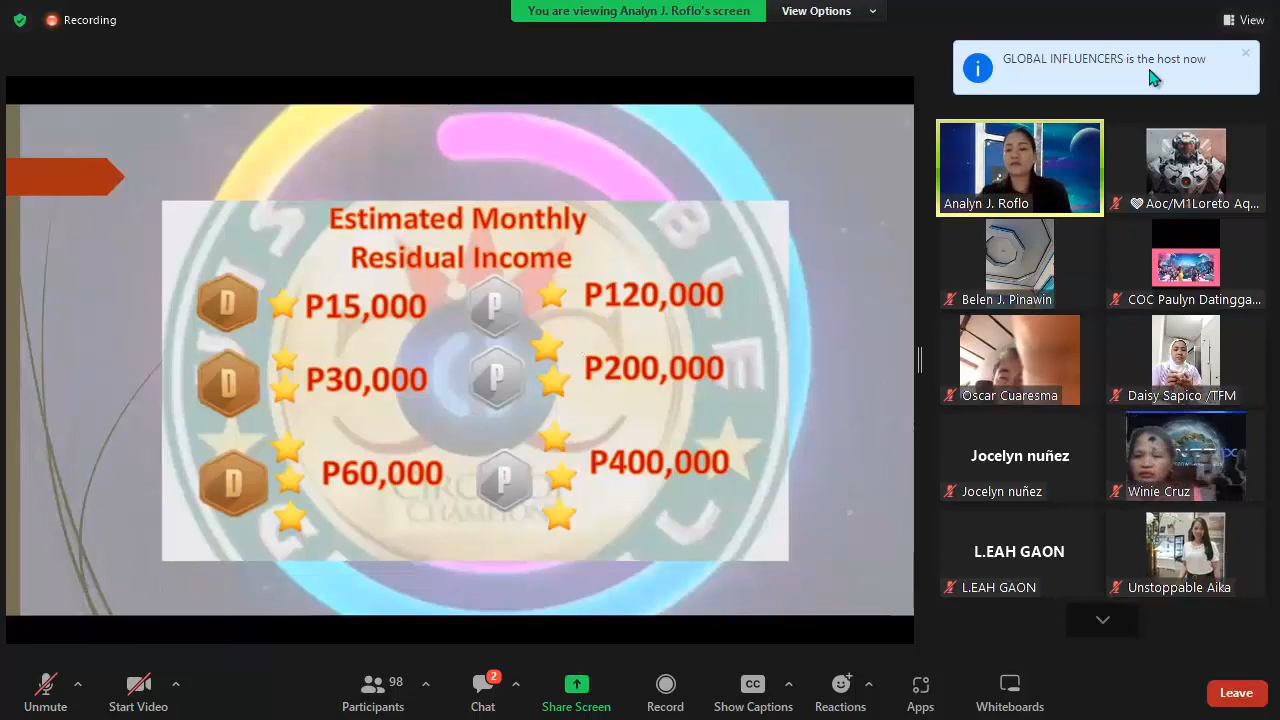 Recording
You are viewing Analyn J. Roflo's screen
View Options
View
GLOBAL INFLUENCERS is the host now
Estimated Monthly
Residual Income
D P15,000 P P120,000
D P30,000 P P200,000
D P60,000 P P400,000
Analyn J. Roflo
Aoc/M1Loreto Aq...
Belen J. Pinawin
COC Paulyn Datingga...
Oscar Cuaresma
Daisy Sapico /TFM
Jocelyn nuñez
Jocelyn nuñez
Winie Cruz
L.EAH GAON
L.EAH GAON
Unstoppable Aika
Unmute
Start Video
98
Participants
2
Chat
Share Screen
Record
CC
Show Captions
Reactions
Apps
Whiteboards
Leave